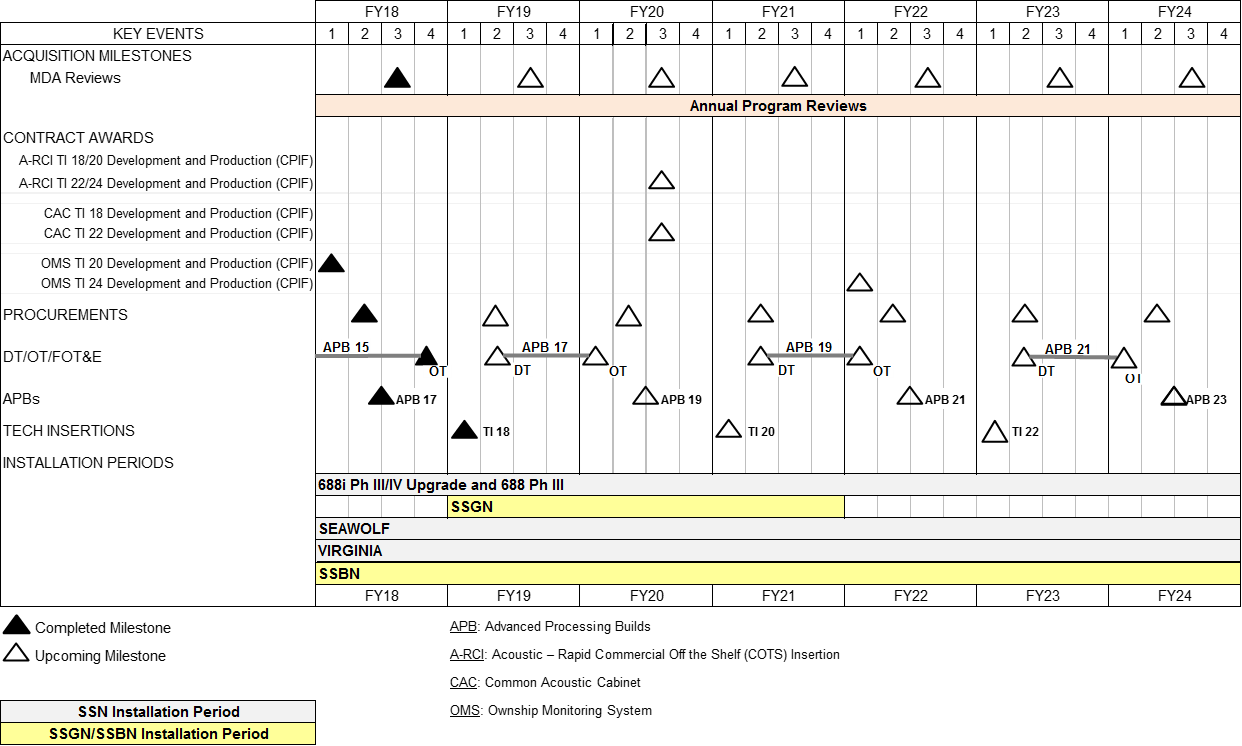 FY18 FY19 FY20 FY21 FY22 FY23 FY24
KEY EVENTS 1 2 3 4 1 2 3 4 1 2 3 4 1 2 3 4 1 2 3 4 1 2 3 4 1 2 3 4
ACQUISITION MILESTONES
MDA Reviews
Annual Program Reviews
CONTRACT AWARDS
A-RCI TI 18/20 Development and Production (CPIF)
A-RCI TI 22/24 Development and Production (CPIF)
CAC TI 18 Development and Production (CPIF)
CAC TI 22 Development and Production (CPIF)
OMS TI 20 Development and Production (CPIF)
OMS TI 24 Development and Production (CPIF)
PROCUREMENTS
APB 15 APB 17 APB 19 APB 21
DT/OT/FOT&E
OT DT OT DT OT DT OT
APBs APB 17 APB 19 APB 21 APB 23
TECH INSERTIONS TI 18 TI 20 TI 22
INSTALLATION PERIODS
688i Ph III/IV Upgrade and 688 Ph III
SSGN
SEAWOLF
VIRGINIA
SSBN
FY18 FY19 FY20 FY21 FY22 FY23 FY24
Completed Milestone
Upcoming Milestone
APB: Advanced Processing Builds
A-RCI: Acoustic – Rapid Commercial Off the Shelf (COTS) Insertion
CAC: Common Acoustic Cabinet
OMS: Ownship Monitoring System
SSN Installation Period
SSGN/SSBN Installation Period